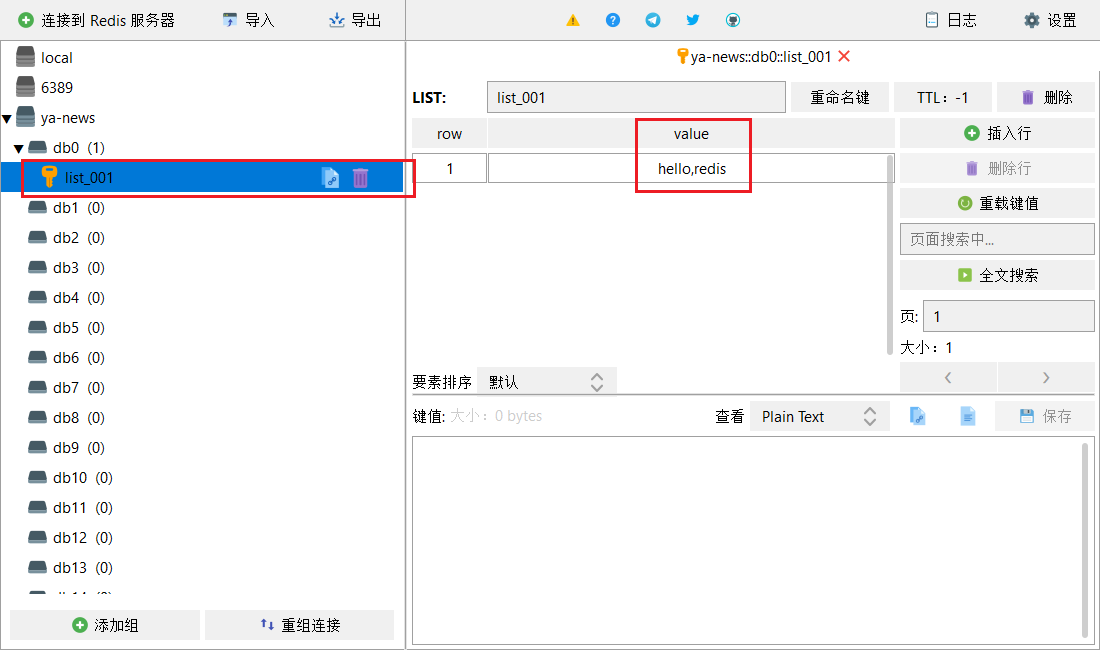 连接到 Redis 服务器
导入
导出
日志
设置
local
6389
ya-news
db0 (1)
list_001
db1 (0)
db2 (0)
db3 (0)
db4 (0)
db5 (0)
db6 (0)
db7 (0)
db8 (0)
db9 (0)
db10 (0)
db11 (0)
db12 (0)
db13 (0)
添加组
重组连接
ya-news::db0::list_001
LIST:
list_001
重命名键
TTL: -1
删除
row
value
1
hello,redis
插入行
删除行
重载键值
页面搜索中...
全文搜索
页: 1
大小: 1
要素排序 默认
键值: 大小: 0 bytes
查看 Plain Text
保存